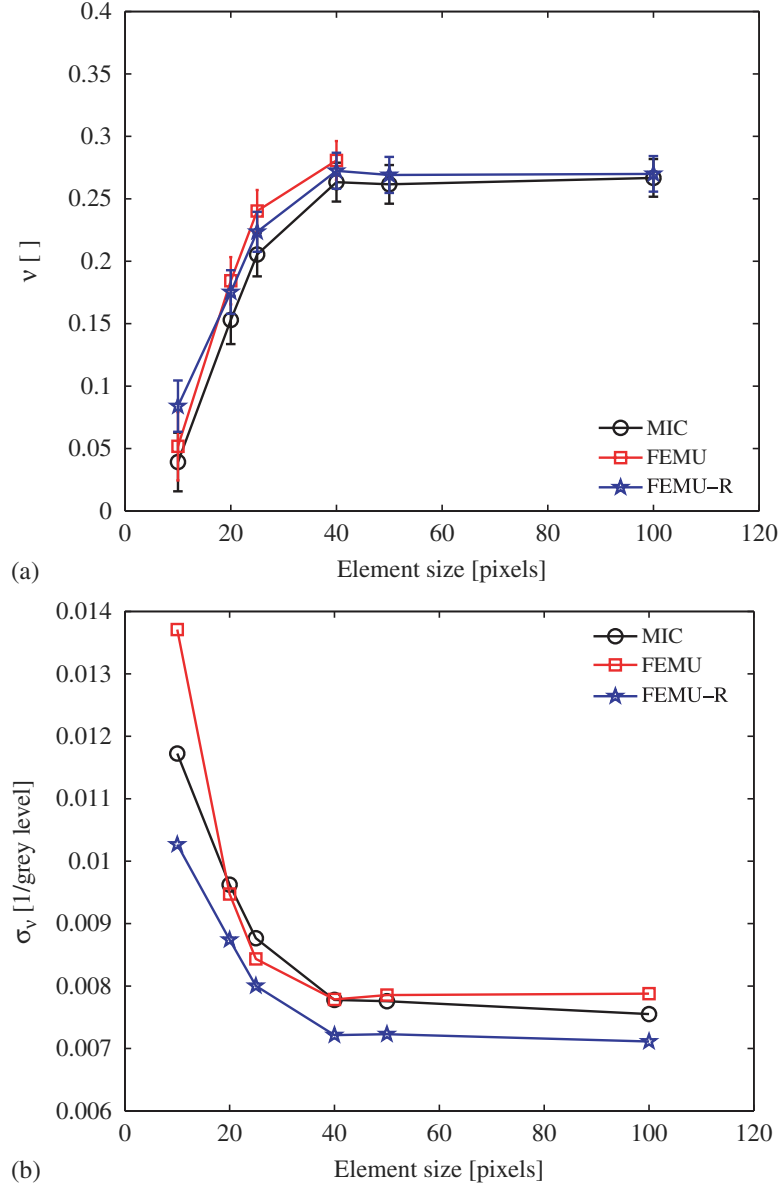 0.4
0.35
0.3
0.25
0.2
0.15
0.1
0.05
0
ν [ ]
MIC
FEMU
FEMU−R
0 20 40 60 80 100 120
Element size [pixels]
(a)
0.014
0.013
0.012
0.011
0.01
0.009
0.008
0.007
0.006
σν [1/grey level]
MIC
FEMU
FEMU−R
0 20 40 60 80 100 120
Element size [pixels]
(b)